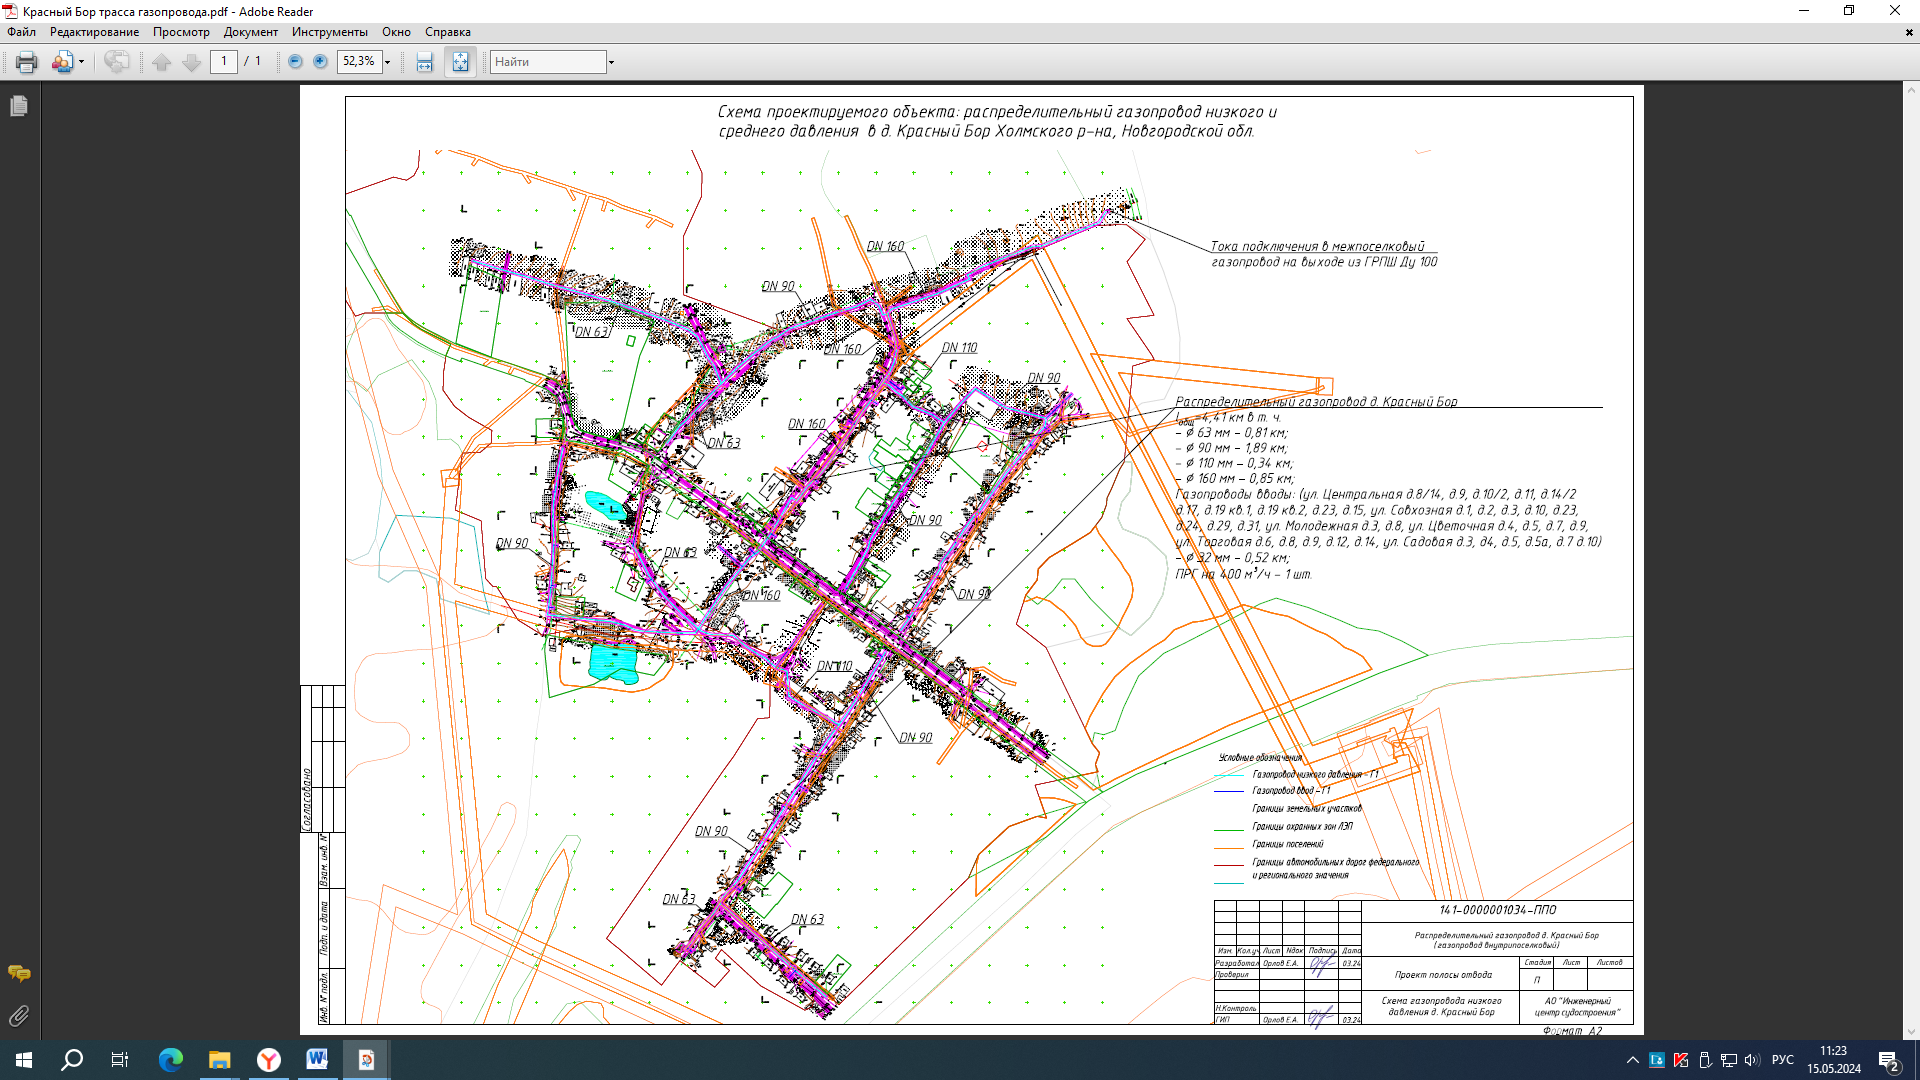 Красный Бор трасса газопровода.pdf - Adobe Reader
Файл Редактирование Просмотр Документ Инструменты Окно Справка
1 / 1 52,3% Найти
Схема проектируемого объекта: распределительный газопровод низкого и
среднего давления в д. Красный Бор Холмского р-на, Новгородской обл.
DN 160
Тока подключения в межпоселковый
газопровод на выходе из ГРПШ Ду 100
DN 90
DN 63
DN 160
DN 110
DN 90
DN 160
DN 63
Распределительный газопровод д. Красный Бор
Lобщ =4,41 км в т. ч.
- ϕ 63 мм - 0,81 км;
- ϕ 90 мм - 1,89 км;
- ϕ 110 мм - 0,34 км;
- ϕ 160 мм - 0,85 км;
Газопроводы вводы: (ул. Центральная д.8/14, д.9, д.10/2, д.11, д.14/2
д.17, д.19 кв.1, д.19 кв.2, д.23, д.15, ул. Совхозная д.1, д.2, д.3, д.10, д.23,
д.24, д.29, д.31, ул. Молодежная д.3, д.8, ул. Цветочная д.4, д.5, д.7, д.9,
ул. Торговая д.6, д.8, д.9, д.12, д.14, ул. Садовая д.3, д4, д.5, д.5а, д.7 д.10)
- ϕ 32 мм - 0,52 км;
ПРГ на 400 м³/ч - 1 шт.
DN 90
DN 90
DN 63
DN 160
DN 90
DN 110
DN 90
DN 90
DN 63
DN 63
Условные обозначения
Газопровод низкого давления -Г1
Газопровод ввод -Г1
Границы земельных участков
Границы охранных зон ЛЭП
Границы поселений
Границы автомобильных дорог федерального
и регионального значения
Согласовано
Взам. инв. N
Подп. и дата
Инв. N подл.
141-0000001034-ППО
Распределительный газопровод д. Красный Бор
(газопровод внутрипоселковый)
Изм. Кол.уч Лист Nдок Подпись Дата
Разработал Орлов Е.А. 03.24
Проверил
Проект полосы отвода
Стадия Лист Листов
П
Н.Контроль
ГИП Орлов Е.А. 03.24
Схема газопровода низкого
давления д. Красный Бор
АО "Инженерный
центр судостроения"
Формат А2
РУС
11:23
15.05.2024
2